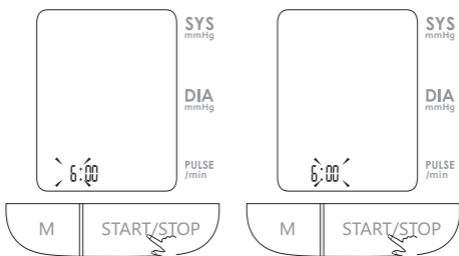 SYS
mmHg
DIA
mmHg
PULSE
/min
6:00
M
START/STOP
SYS
mmHg
DIA
mmHg
PULSE
/min
6:00
M
START/STOP